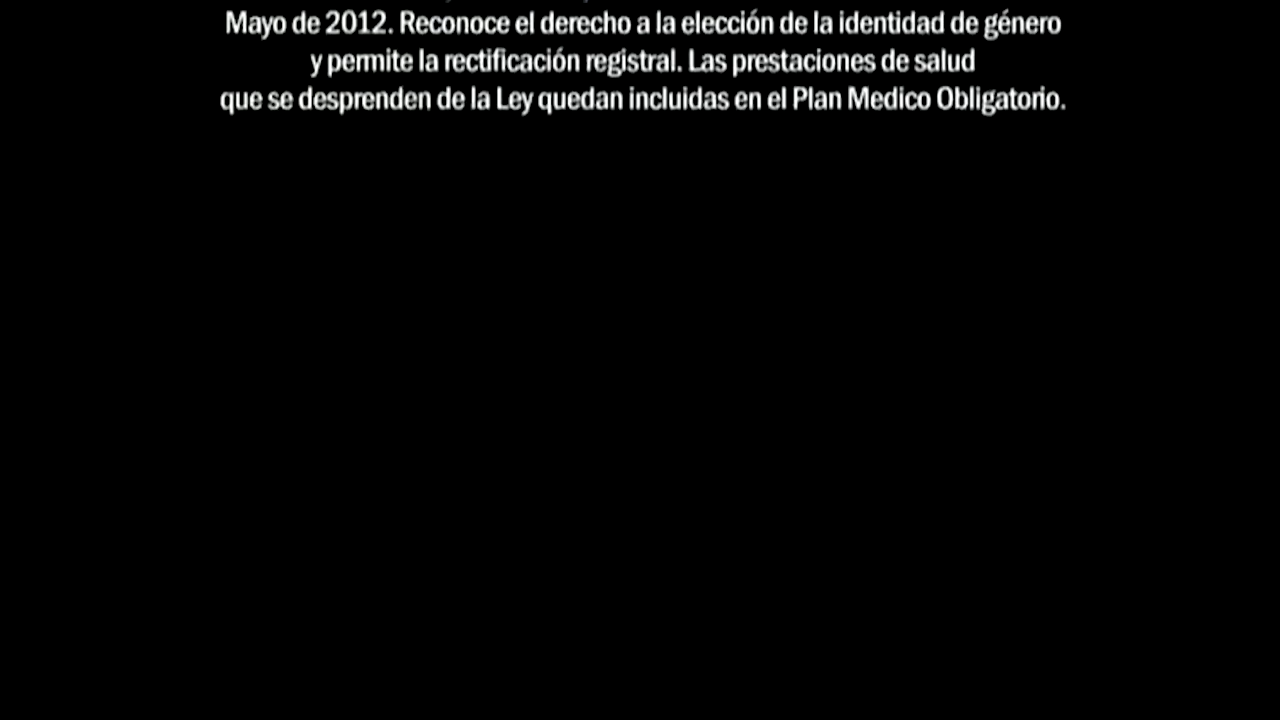 Mayo de 2012. Reconoce el derecho a la elección de la identidad de género
y permite la rectificación registral. Las prestaciones de salud
que se desprenden de la Ley quedan incluidas en el Plan Medico Obligatorio.